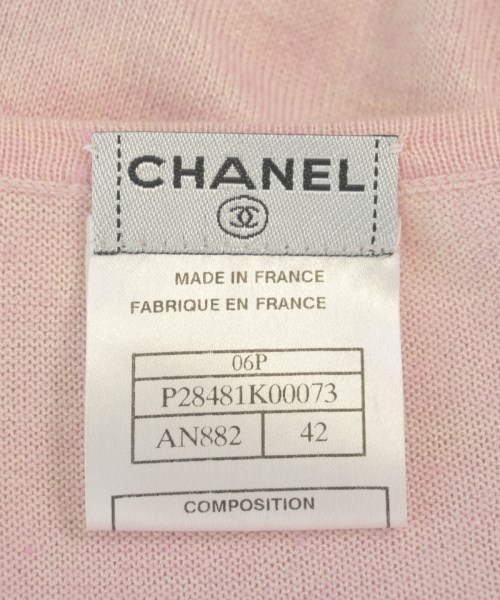 CHANEL
MADE IN FRANCE
FABRIQUE EN FRANCE
06P
P28481K00073
AN882 42
COMPOSITION